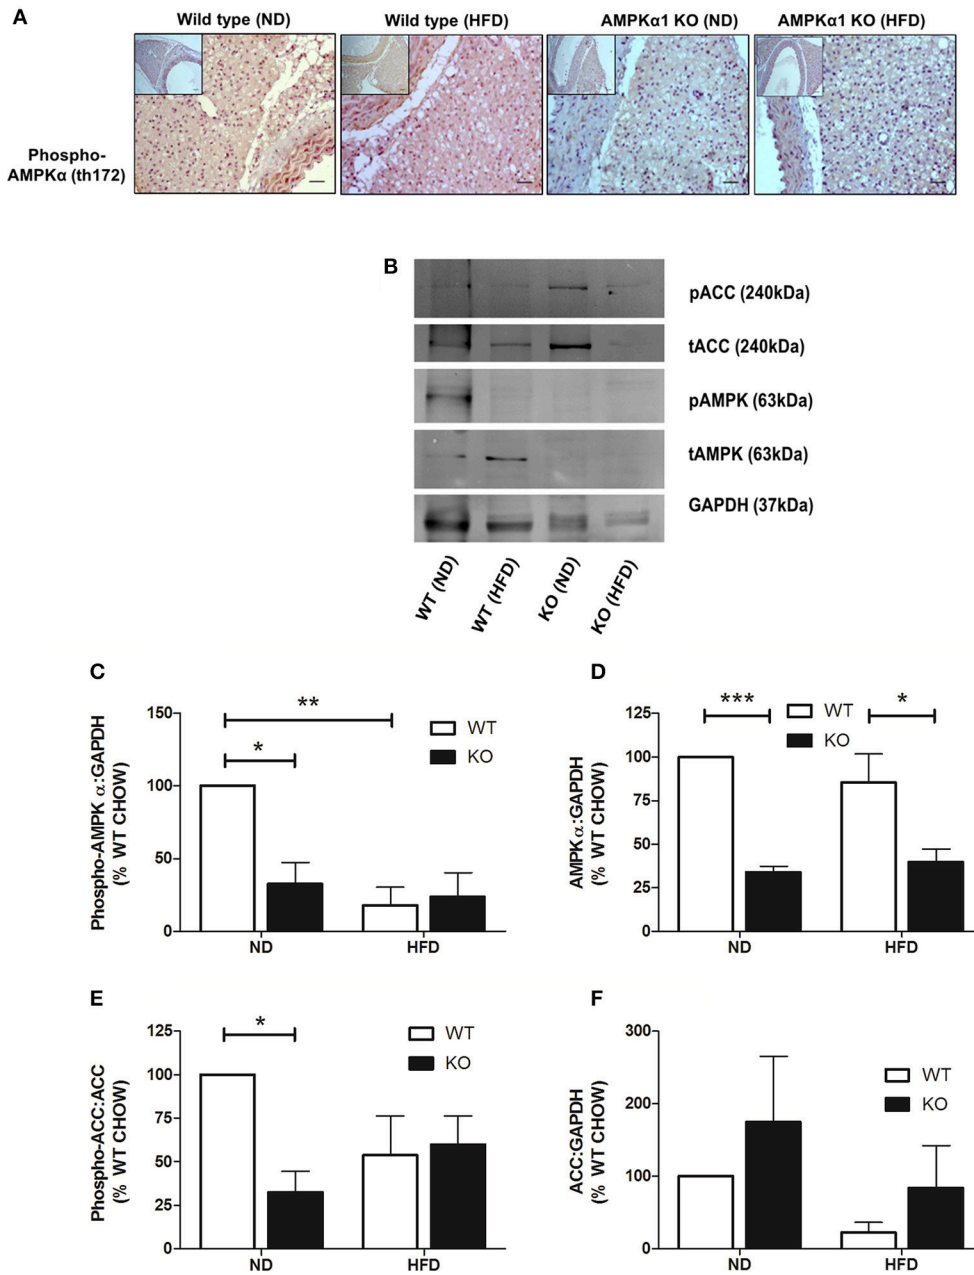 A
Wild type (ND)
Wild type (HFD)
AMPKα1 KO (ND)
AMPKα1 KO (HFD)
Phospho-
AMPKα (th172)
B
pACC (240kDa)
tACC (240kDa)
pAMPK (63kDa)
tAMPK (63kDa)
GAPDH (37kDa)
WT (ND)
WT (HFD)
KO (ND)
KO (HFD)
C
Phospho-AMPK α:GAPDH
(% WT CHOW)
150
100
50
0
**
*
WT
KO
ND
HFD
D
AMPKα:GAPDH
(% WT CHOW)
125
100
75
50
25
0
***
*
WT
KO
ND
HFD
E
Phospho-ACC:ACC
(% WT CHOW)
125
100
75
50
25
0
*
WT
KO
ND
HFD
F
ACC:GAPDH
(% WT CHOW)
300
200
100
0
WT
KO
ND
HFD